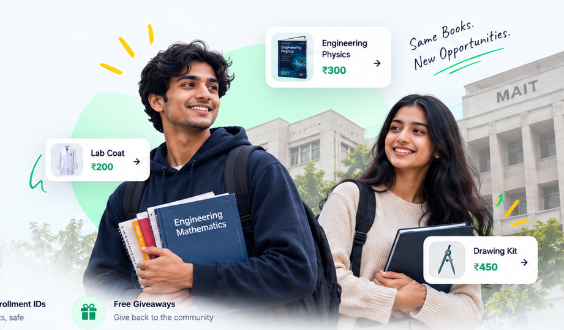 Same Books.
New Opportunities.
Engineering
Physics
₹300
MAIT
Lab Coat
₹200
Engineering
Mathematics
Drawing Kit
₹450
rollment IDs
s, safe
Free Giveaways
Give back to the community